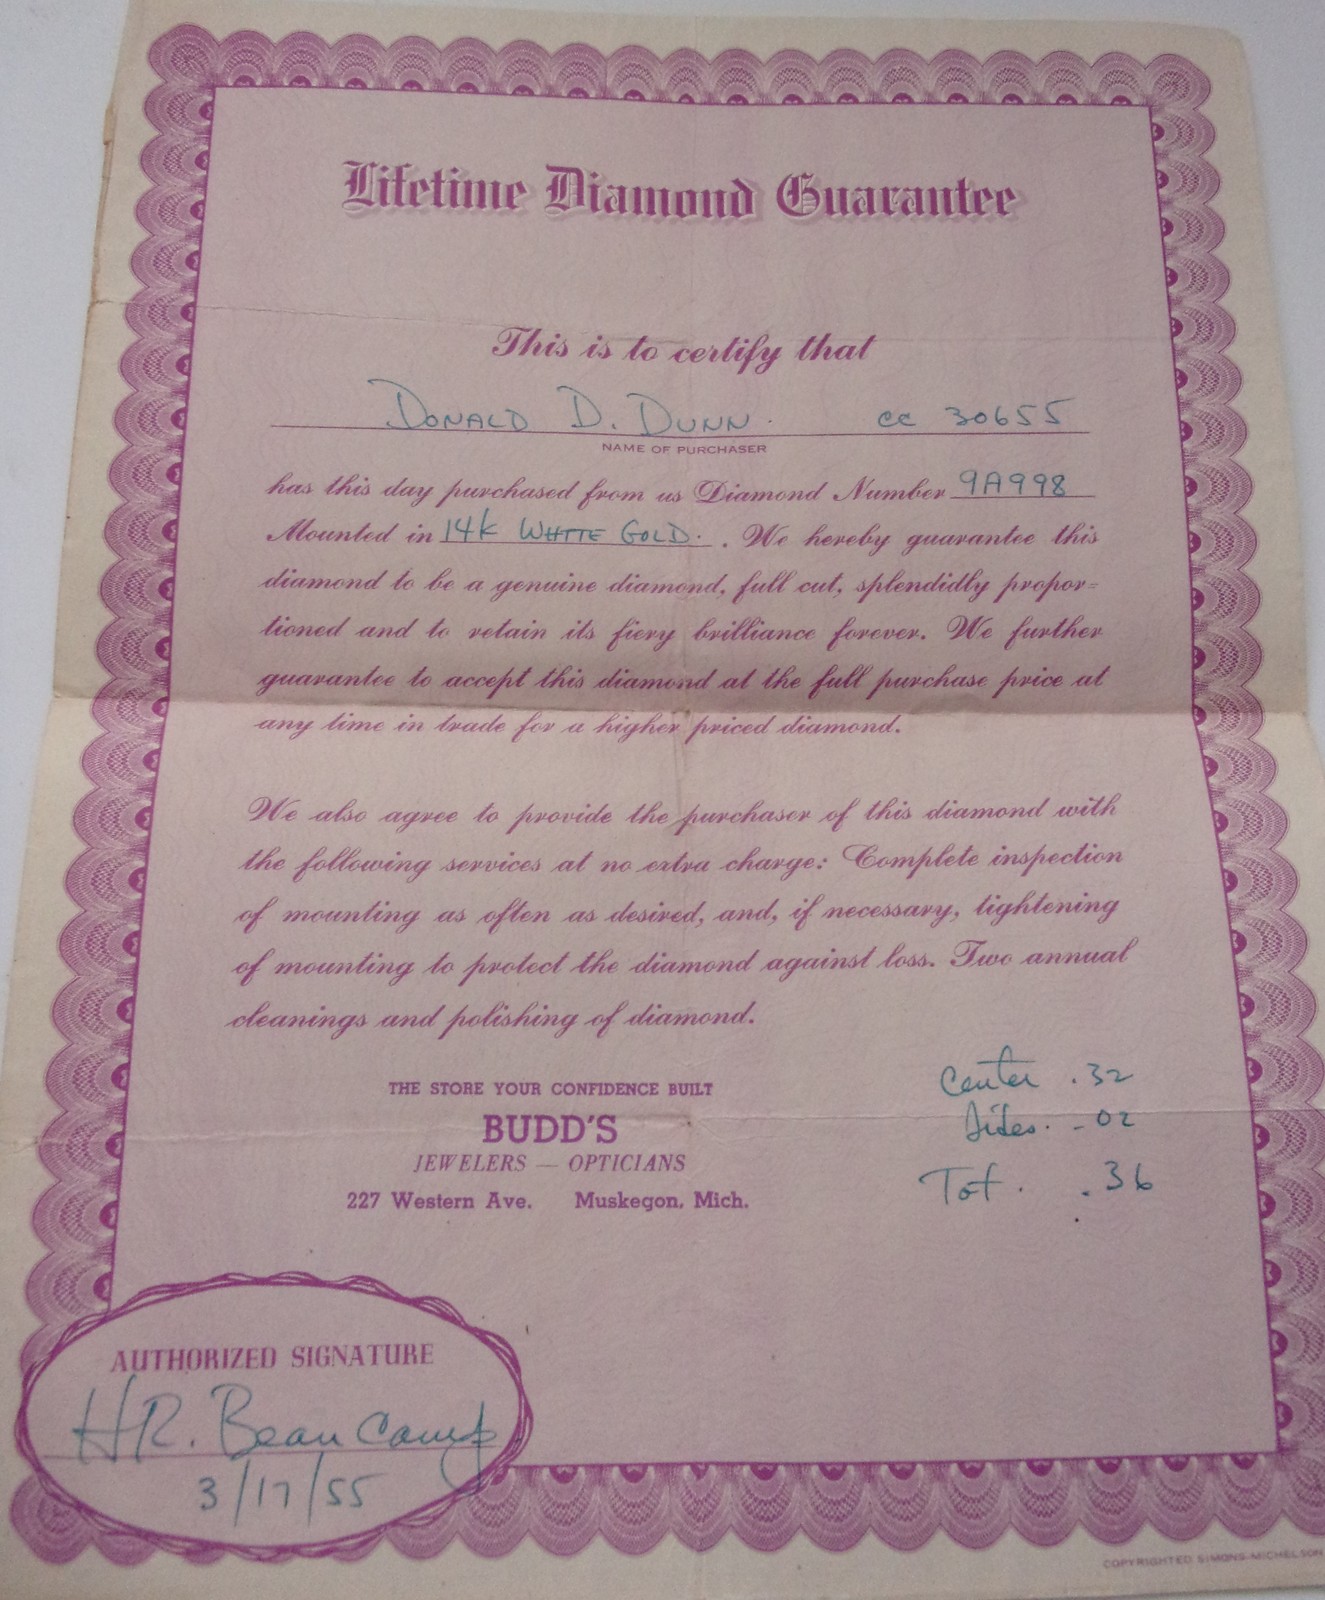 Lifetime Diamond Guarantee
This is to certify that
DONALD D. DUNN. cc 30655
NAME OF PURCHASER
has this day purchased from us Diamond Number 9A998
Mounted in 14K WHITE GOLD. . We hereby guarantee this
diamond to be a genuine diamond, full cut, splendidly propor=
tioned and to retain its fiery brilliance forever. We further
guarantee to accept this diamond at the full purchase price at
any time in trade for a higher priced diamond.
We also agree to provide the purchaser of this diamond with
the following services at no extra charge: Complete inspection
of mounting as often as desired, and, if necessary, tightening
of mounting to protect the diamond against loss. Two annual
cleanings and polishing of diamond.
THE STORE YOUR CONFIDENCE BUILT
BUDD'S
JEWELERS — OPTICIANS
227 Western Ave. Muskegon, Mich.
Center .32
Sides. -02
Tot. .36
AUTHORIZED SIGNATURE
HR. Beaucamp
3/17/55
COPYRIGHTED SIMONS-MICHELSON